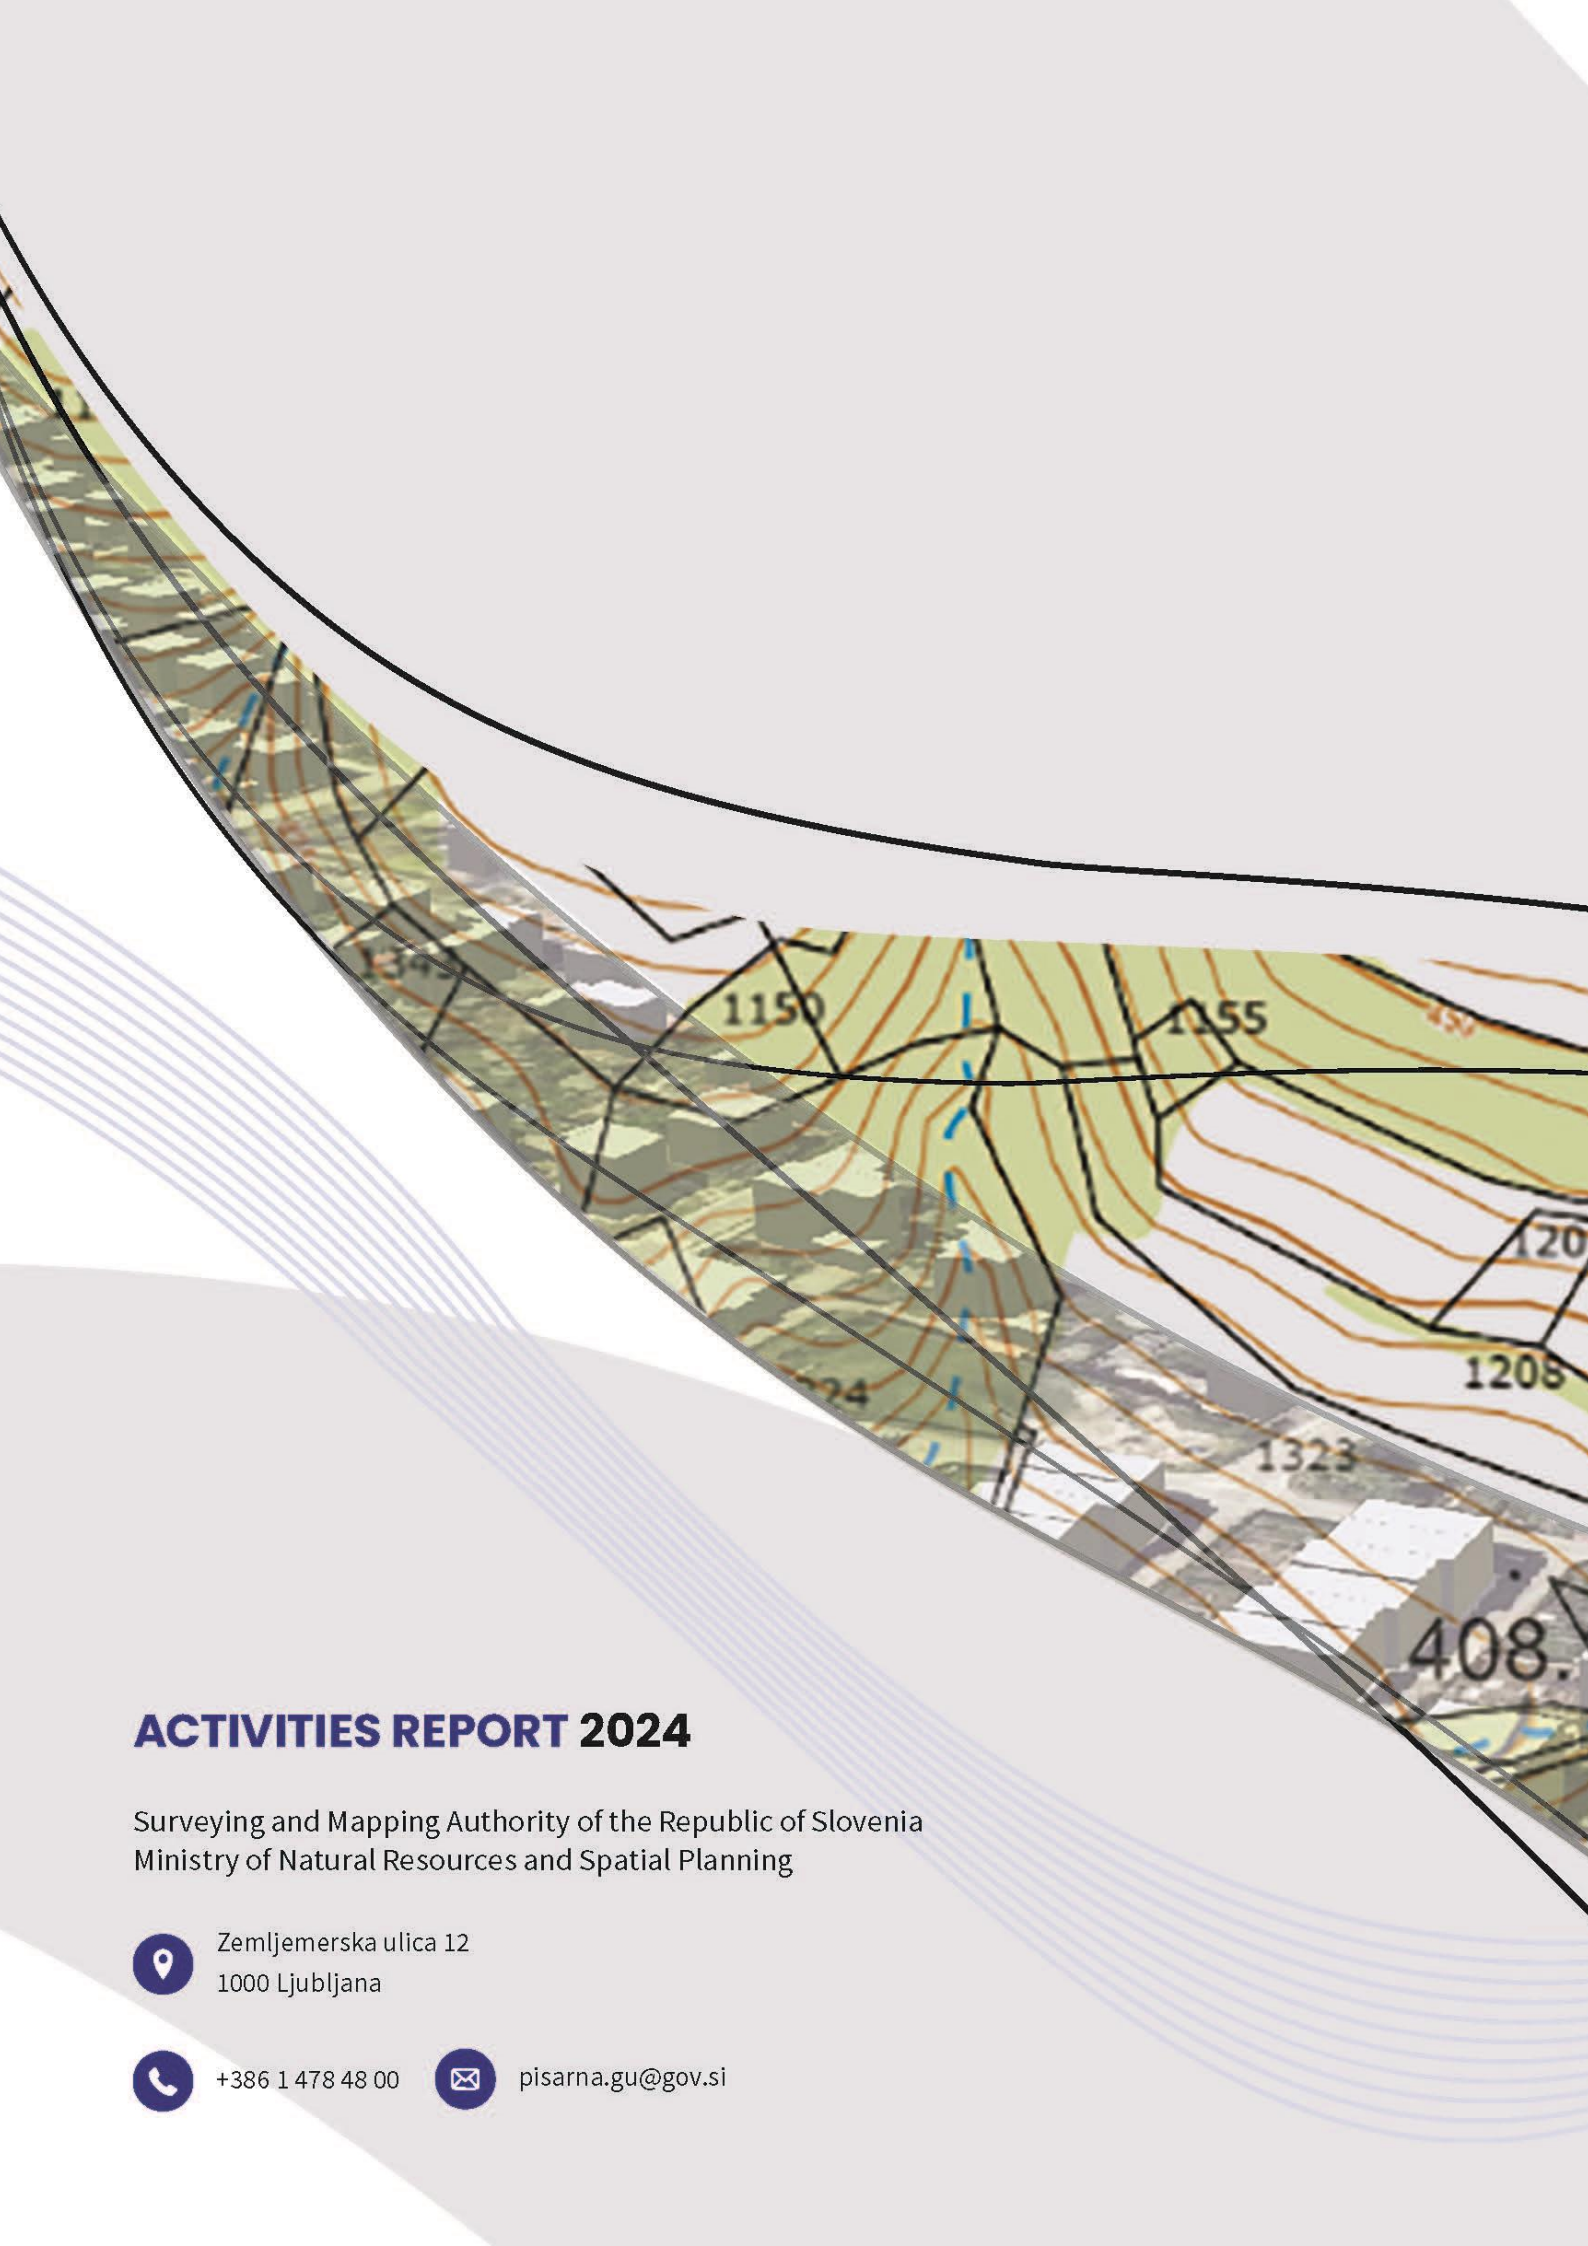 1150
1155
450
120
1208
1323
408.
ACTIVITIES REPORT 2024
Surveying and Mapping Authority of the Republic of Slovenia
Ministry of Natural Resources and Spatial Planning
Zemljemerska ulica 12
1000 Ljubljana
+386 1 478 48 00
pisarna.gu@gov.si